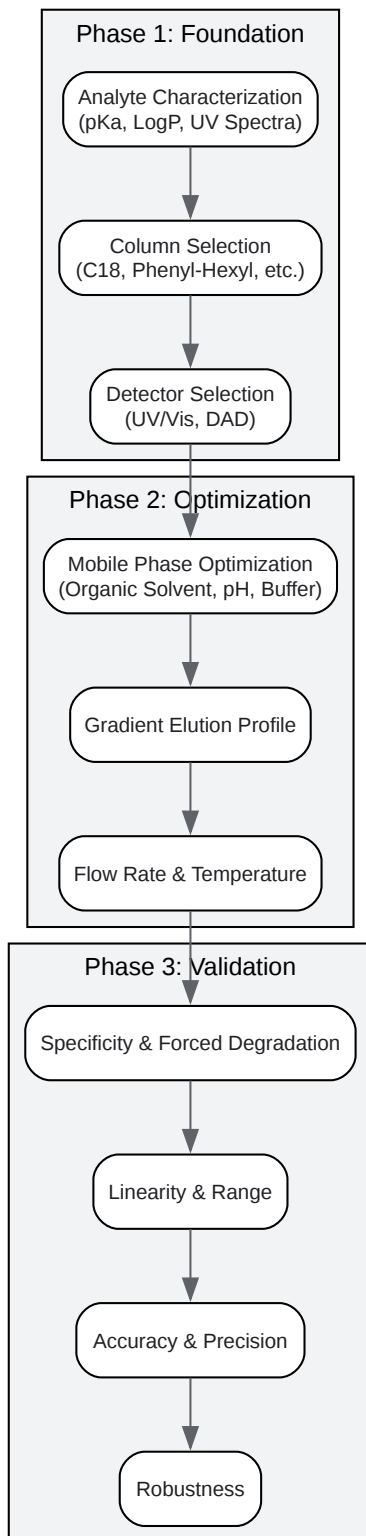 Phase 1: Foundation
Analyte Characterization
(pKa, LogP, UV Spectra)
Column Selection
(C18, Phenyl-Hexyl, etc.)
Detector Selection
(UV/Vis, DAD)
Phase 2: Optimization
Mobile Phase Optimization
(Organic Solvent, pH, Buffer)
Gradient Elution Profile
Flow Rate & Temperature
Phase 3: Validation
Specificity & Forced Degradation
Linearity & Range
Accuracy & Precision
Robustness